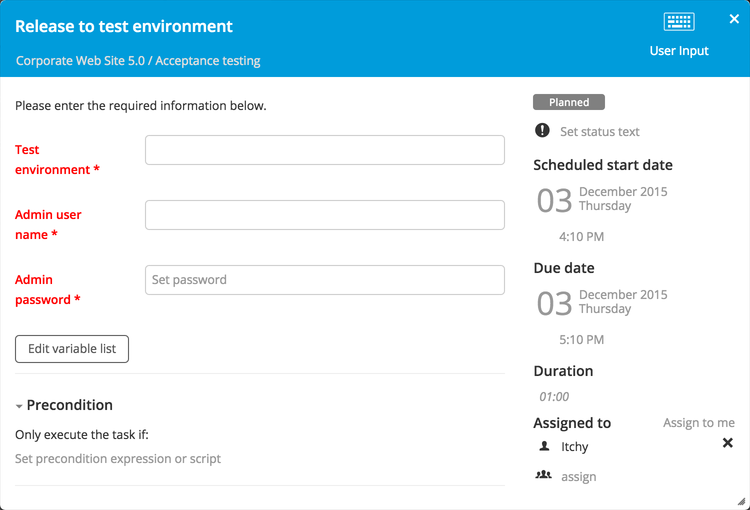 Release to test environment
Corporate Web Site 5.0 / Acceptance testing
User Input
Please enter the required information below.
Test
environment *
Admin user
name *
Admin
password *
Set password
Edit variable list
Precondition
Only execute the task if:
Set precondition expression or script
Planned
Set status text
Scheduled start date
03
December 2015
Thursday
4:10 PM
Due date
03
December 2015
Thursday
5:10 PM
Duration
01:00
Assigned to
Assign to me
Itchy
assign